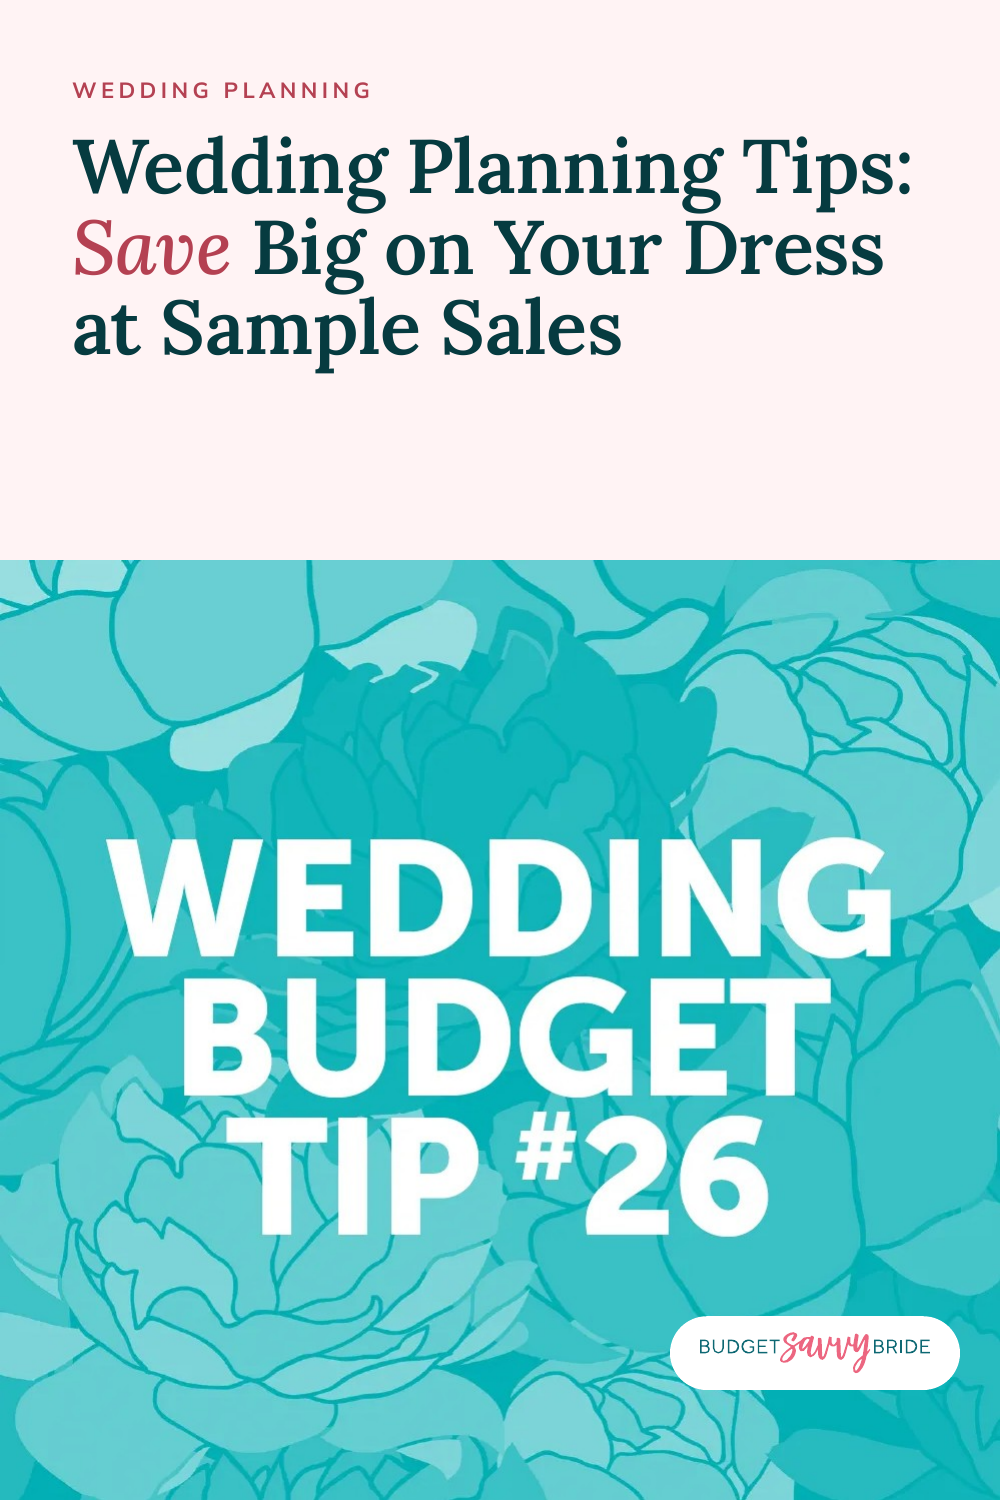 WEDDING PLANNING
Wedding Planning Tips:
Save Big on Your Dress
at Sample Sales
WEDDING
BUDGET
TIP #26
BUDGET savvy BRIDE